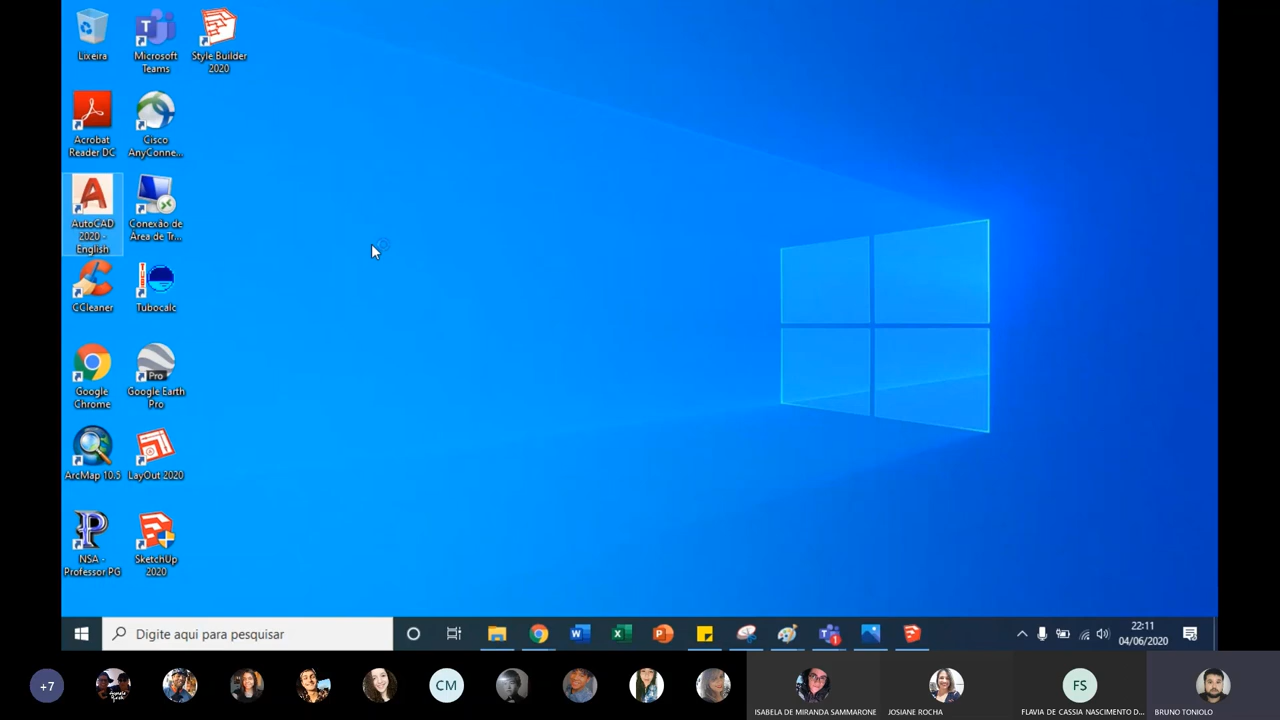 Lixeira
Microsoft
Teams
Style Builder
2020
Acrobat
Reader DC
Cisco
AnyConne...
AutoCAD
2020 -
English
Conexão de
Área de Tr...
CCleaner
Tubocalc
Google
Chrome
Pro
Google Earth
Pro
ArcMap 10.5
LayOut 2020
NSA -
Professor PG
SketchUp
2020
Digite aqui para pesquisar
22:11
04/06/2020
+7
CM
FS
ISABELA DE MIRANDA SAMMARONE
JOSIANE ROCHA
FLAVIA DE CASSIA NASCIMENTO D...
BRUNO TONIOLO